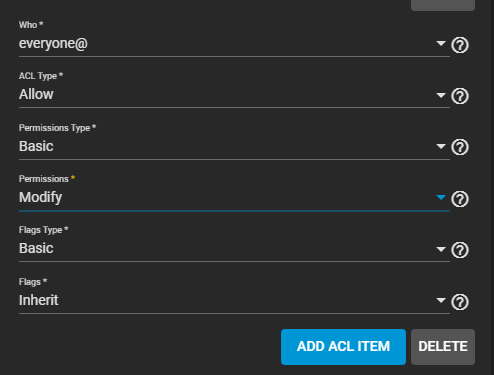 Who *
everyone@
ACL Type *
Allow
Permissions Type *
Basic
Permissions *
Modify
Flags Type *
Basic
Flags *
Inherit
ADD ACL ITEM DELETE